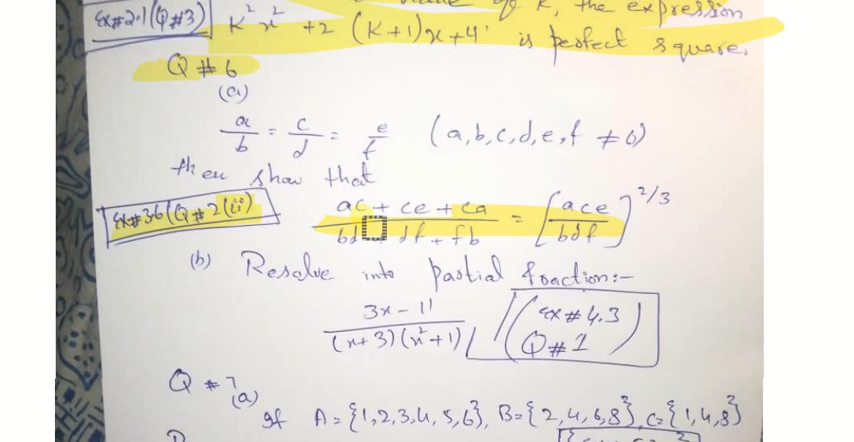 value of K, the expression
Ex#2.1(Q#3) K²x² + 2 (K+1)x + 4 is perfect square.
Q # 6
(a)
a/b = c/d = e/f (a,b,c,d,e,f ≠ 0)
then show that
Ex#3.6(Q#2(ii)) ac + ce + ea / bd + df + fb = [ace/bdf]^2/3
(b) Resolve into partial fraction:-
3x - 11 / (x+3)(x²+1) (Ex # 4.3
Q # 1)
Q # 7
(a)
If A = {1,2,3,4,5,6}, B = {2,4,6,8}, C = {1,4,8}